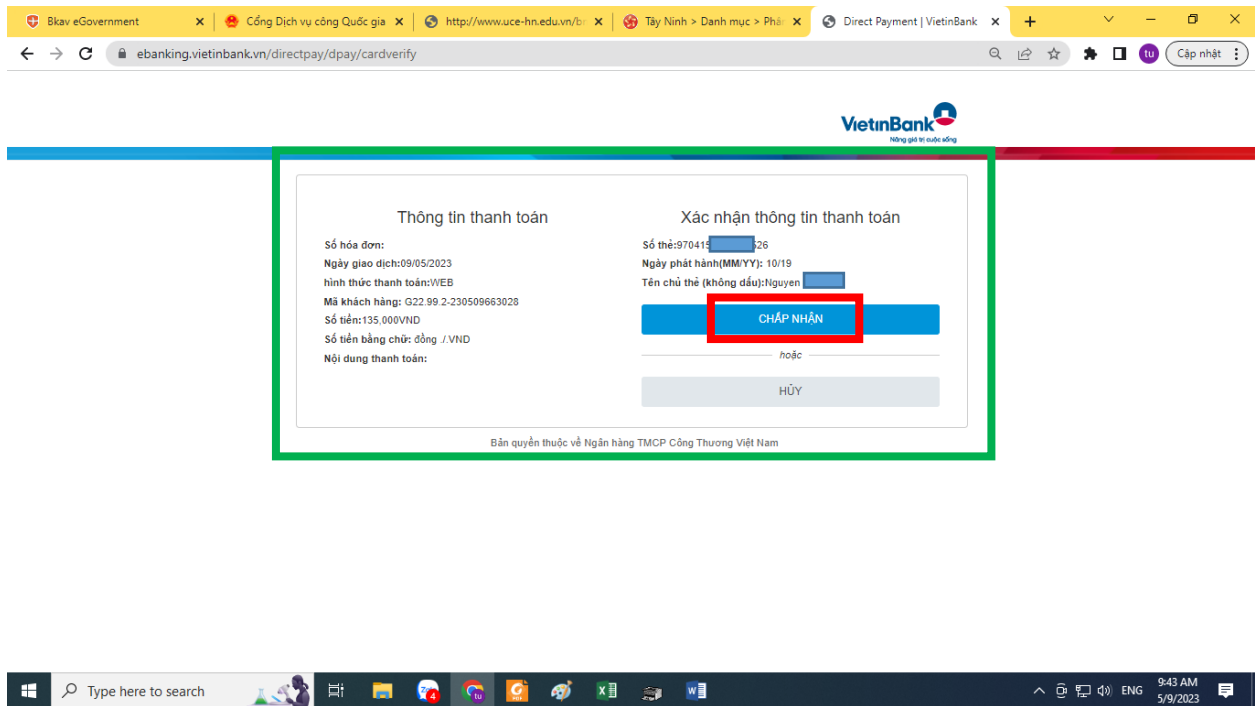 Bkav eGovernment
Cổng Dịch vụ công Quốc gia
http://www.uce-hn.edu.vn/br
Tây Ninh > Danh mục > Phâ
Direct Payment | VietinBank
ebanking.vietinbank.vn/directpay/dpay/cardverify
tu
Cập nhật
VietinBank
Nâng giá trị cuộc sống
Thông tin thanh toán
Số hóa đơn:
Ngày giao dịch:09/05/2023
hình thức thanh toán:WEB
Mã khách hàng: G22.99.2-230509663028
Số tiền:135,000VND
Số tiền bằng chữ: đồng ./.VND
Nội dung thanh toán:
Xác nhận thông tin thanh toán
Số thẻ:970415 526
Ngày phát hành(MM/YY): 10/19
Tên chủ thẻ (không dấu):Nguyen
CHẤP NHẬN
hoặc
HỦY
Bản quyền thuộc về Ngân hàng TMCP Công Thương Việt Nam
Type here to search
Zalo
4
tu
ENG
9:43 AM
5/9/2023